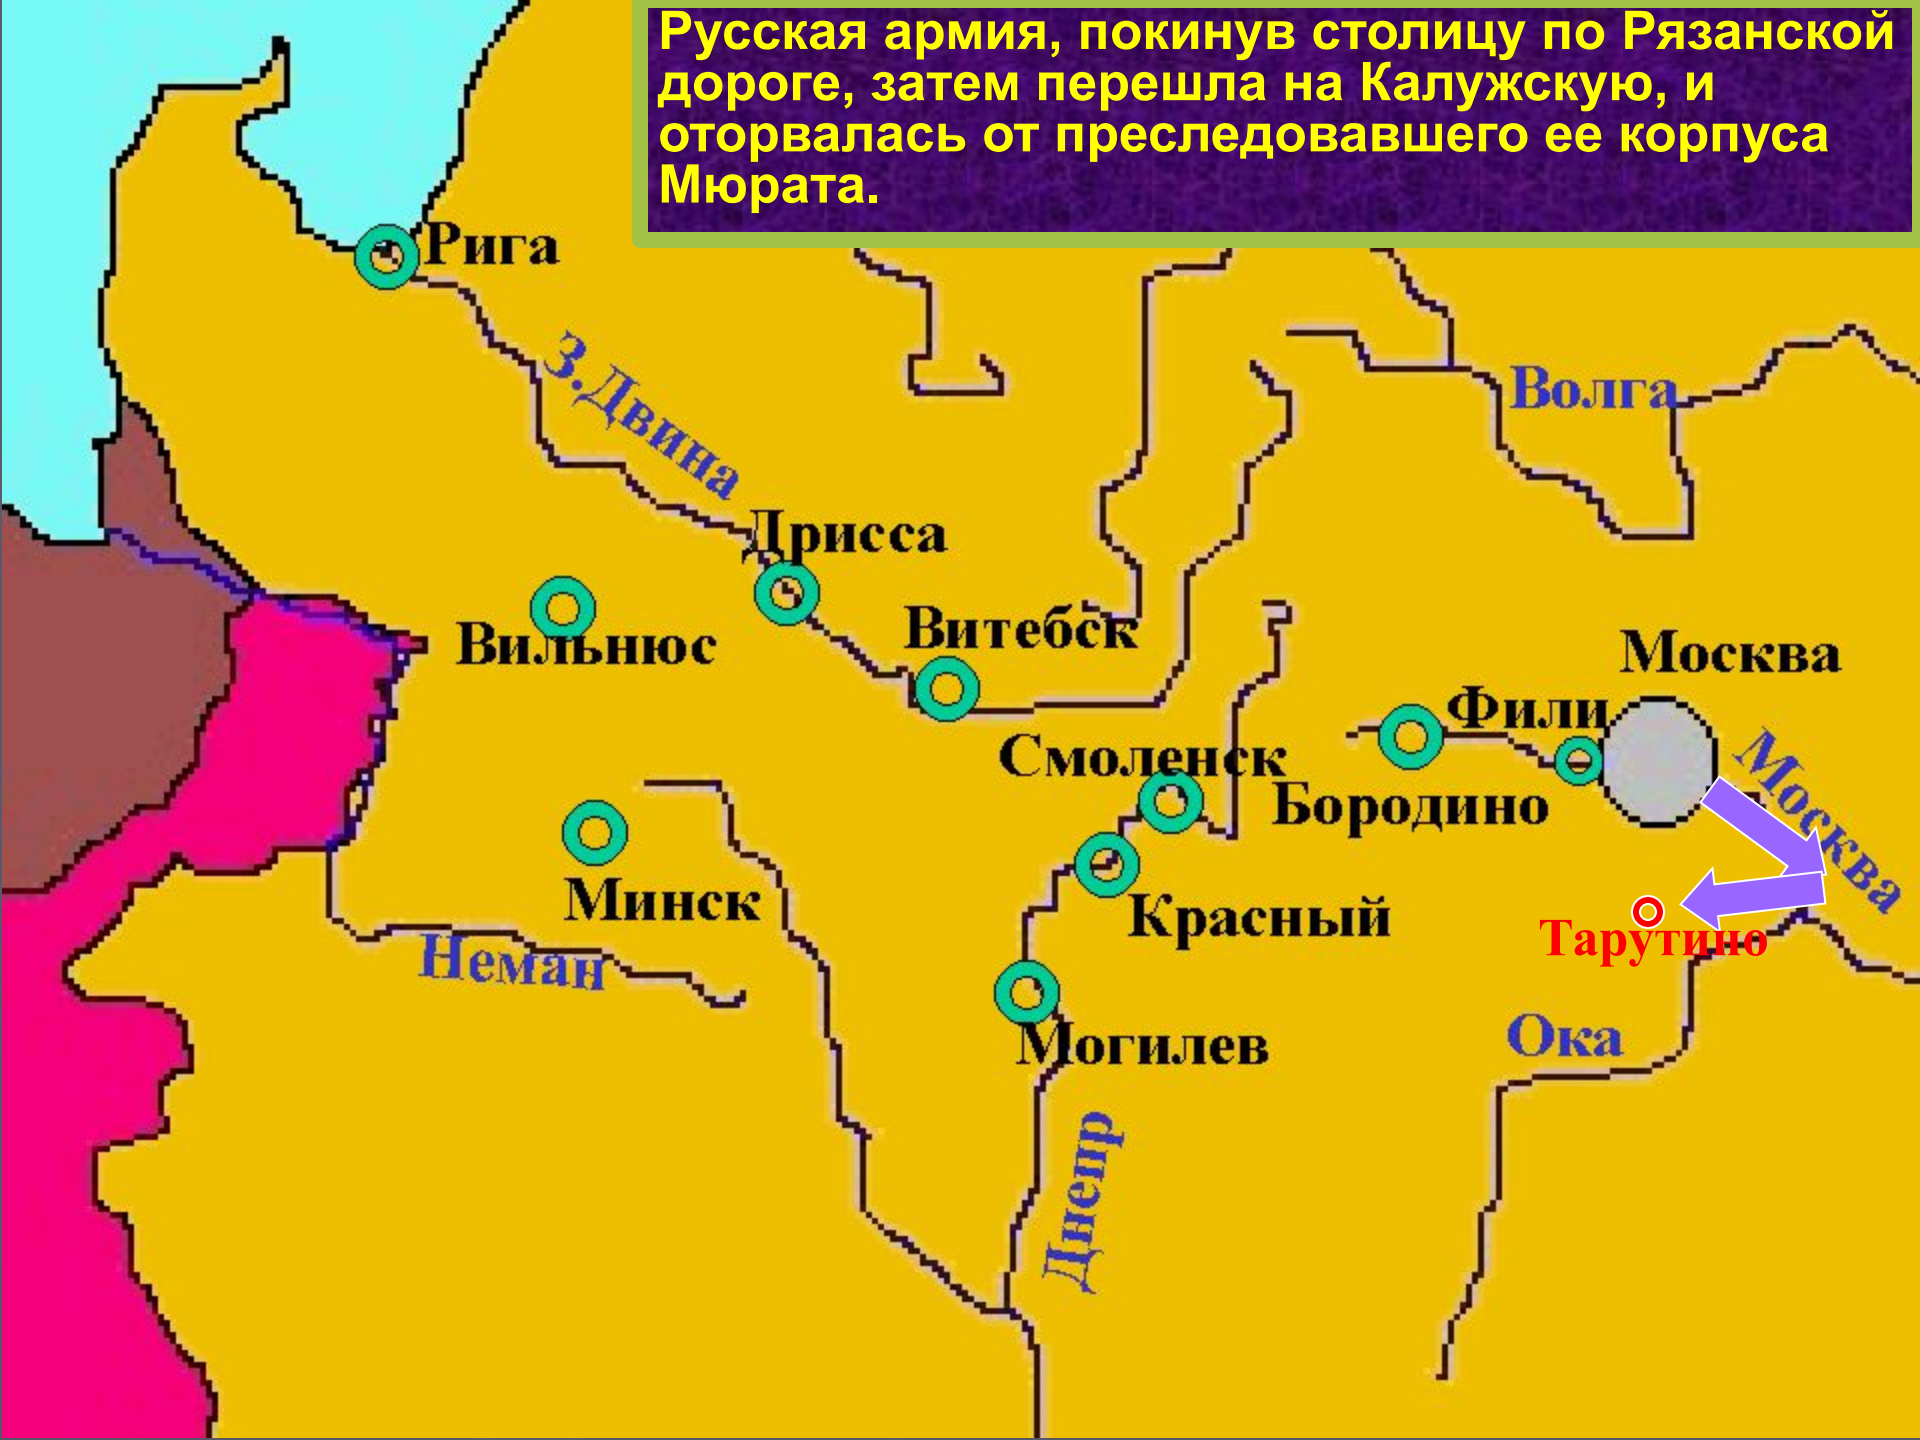 Русская армия, покинув столицу по Рязанской
дороге, затем перешла на Калужскую, и
оторвалась от преследовавшего ее корпуса
Мюрата.
Рига
З.Двина
Волга
Дрисса
Вильнюс
Витебск
Москва
Фили
Смоленск
Бородино
Москва
Минск
Красный
Тарутино
Неман
Могилев
Ока
Днепр